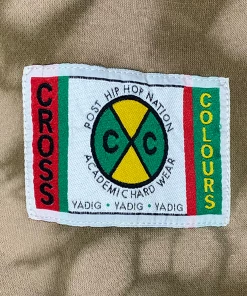 CROSS
POST HIP HOP NATION
C C
ACADEMIC HARD WEAR
COLOURS
YADIG · YADIG · YADIG